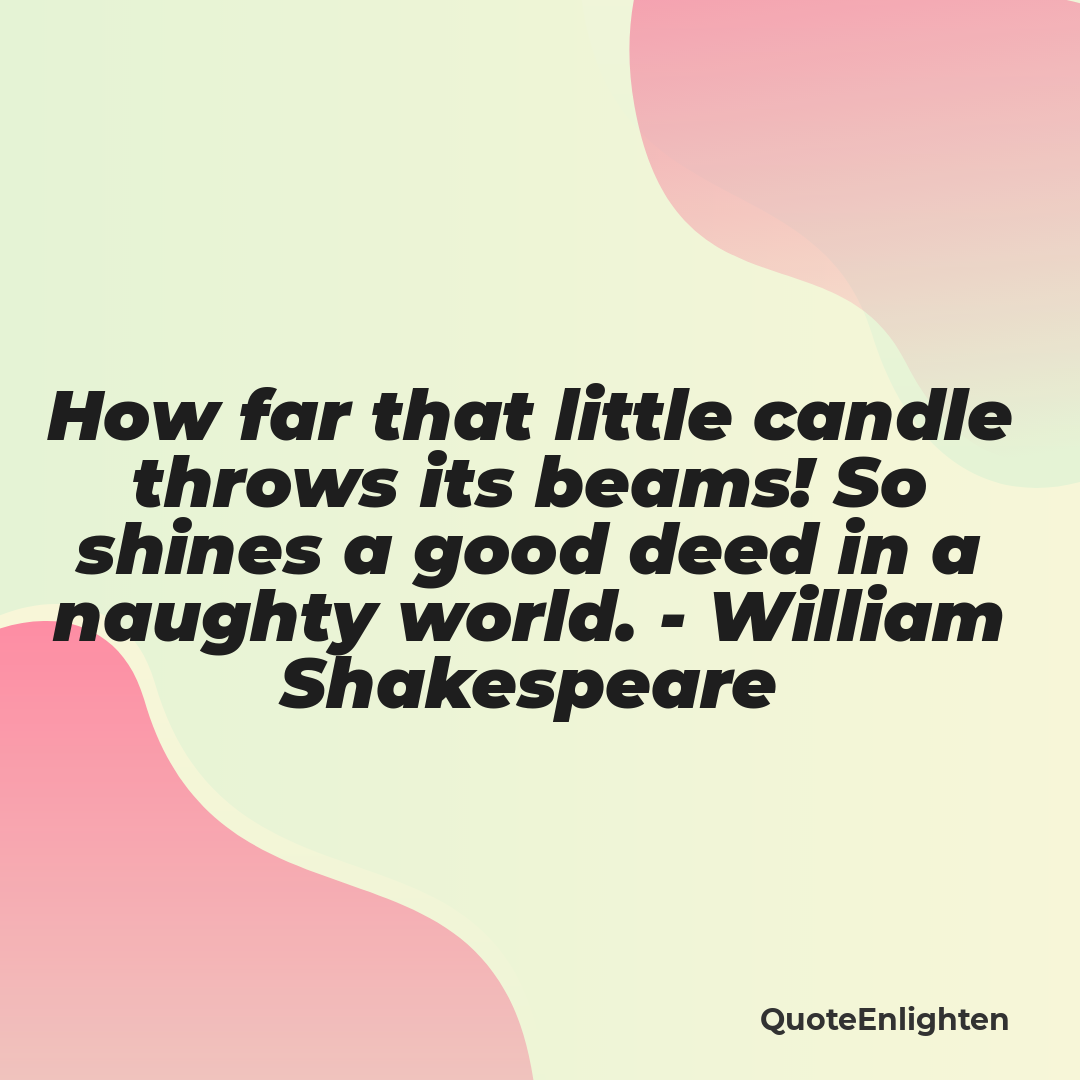 How far that little candle
throws its beams! So
shines a good deed in a
naughty world. - William
Shakespeare
QuoteEnlighten